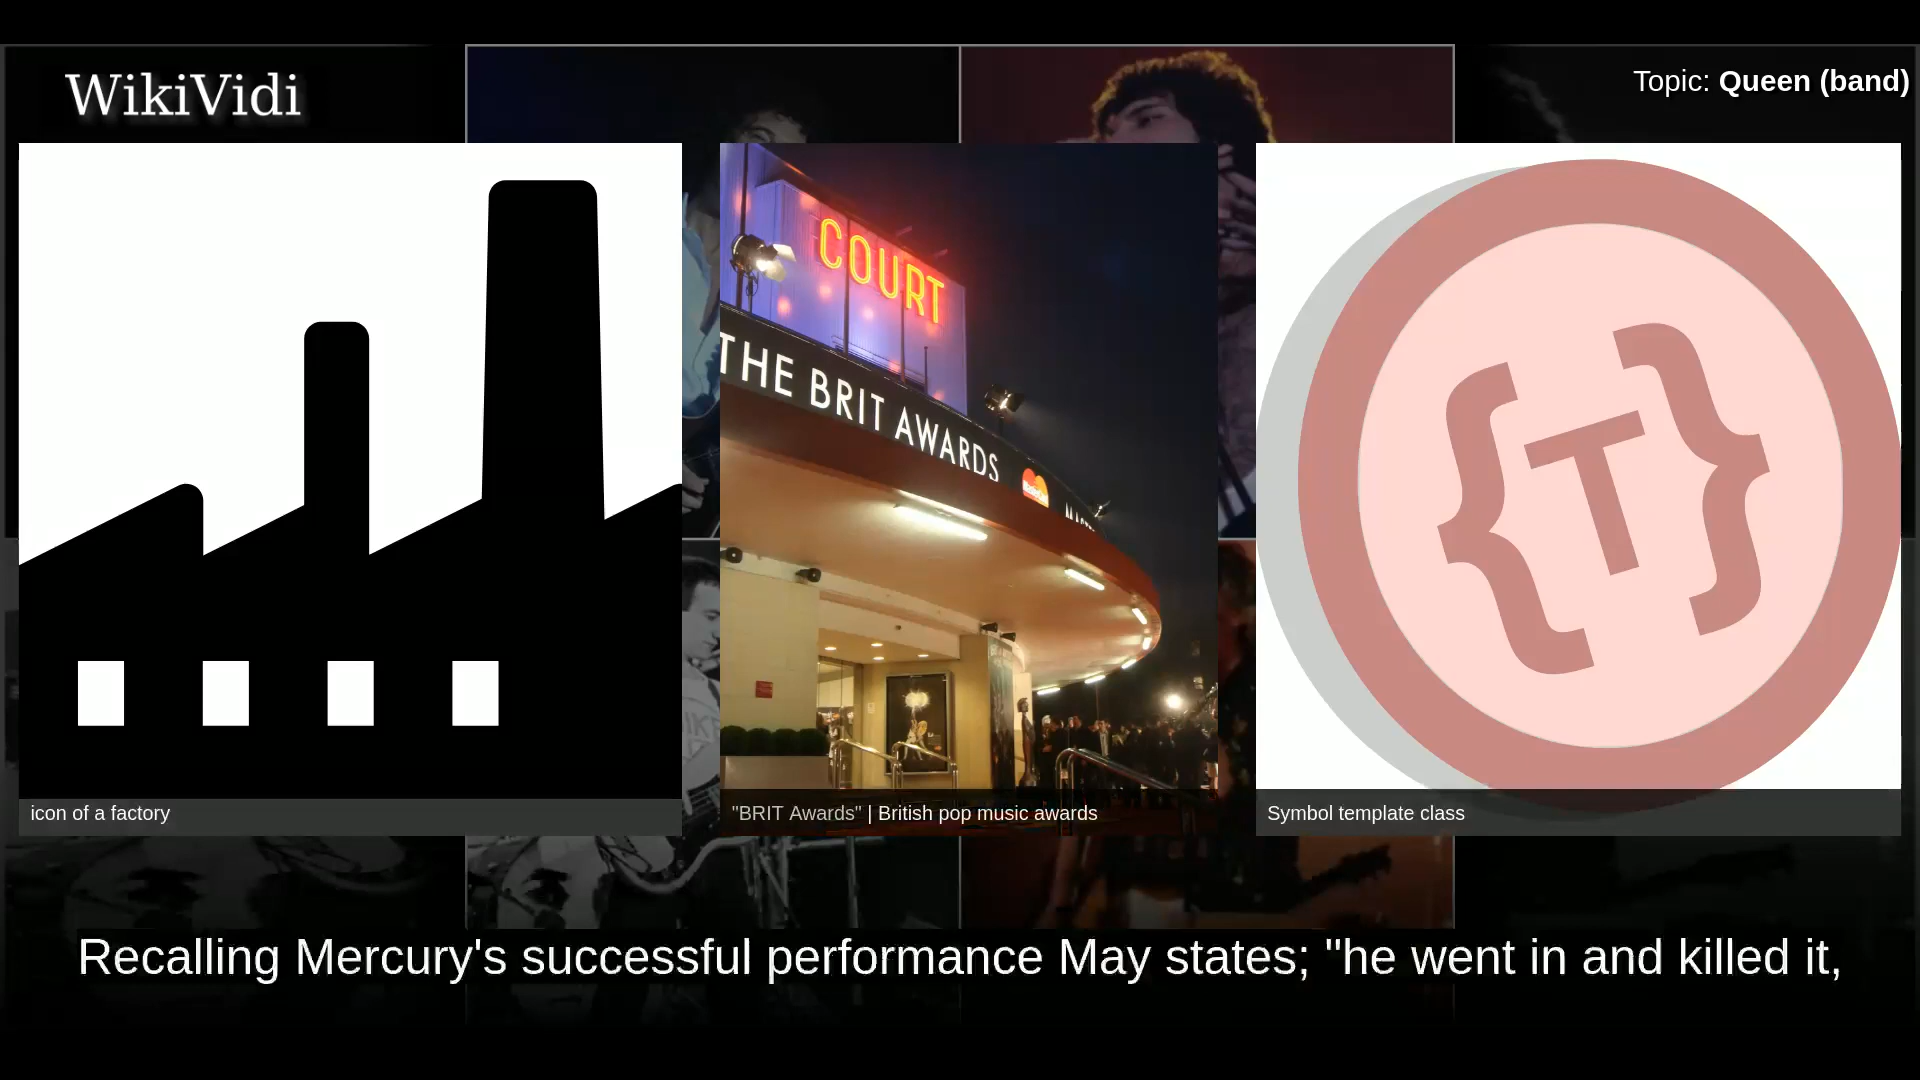 WikiVidi
Topic: Queen (band)
COURT
THE BRIT AWARDS
{T}
icon of a factory
"BRIT Awards" | British pop music awards
Symbol template class
Recalling Mercury's successful performance May states; "he went in and killed it,